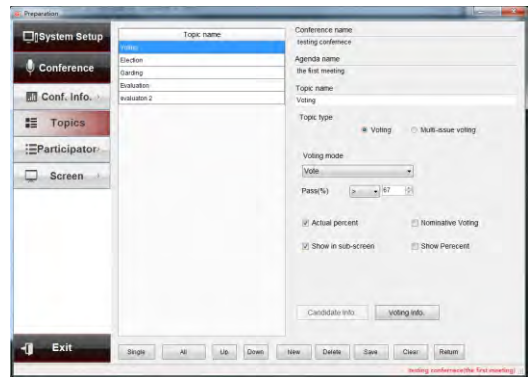 Preparation
System Setup
Conference
Conf. Info.
Topics
Participator
Screen
Exit
Topic name
Voting
Election
Garding
Evaluation
evaluation 2
Conference name
testing confernece
Agenda name
the first meeting
Topic name
Voting
Topic type
Voting
Multi-issue voting
Voting mode
Vote
Pass(%) > 67
Actual percent
Nominative Voting
Show in sub-screen
Show Perecent
Candidate Info.
Voting Info.
Single All Up Down New Delete Save Clear Return
testing confernece(the first meeting)